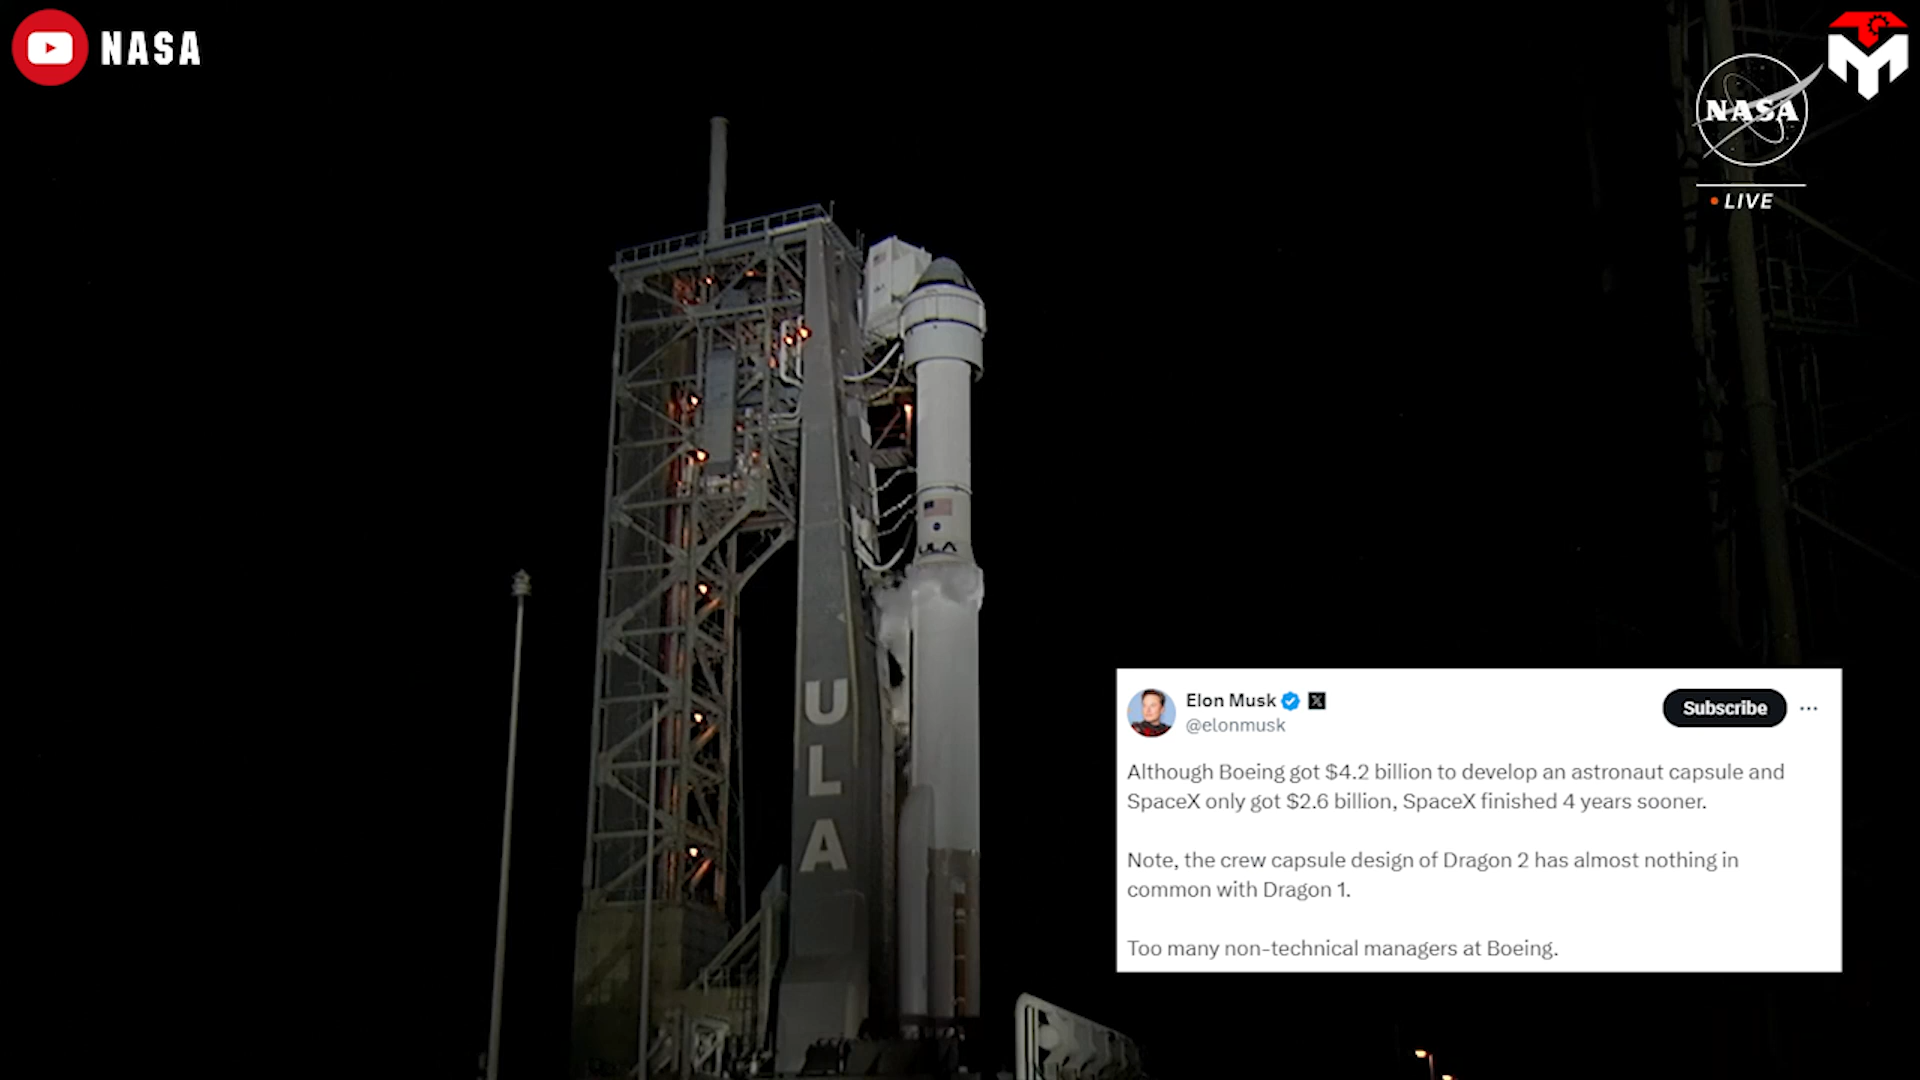 NASA
NASA
LIVE
ULA
ULA
Elon Musk
@elonmusk
Subscribe
Although Boeing got $4.2 billion to develop an astronaut capsule and
SpaceX only got $2.6 billion, SpaceX finished 4 years sooner.
Note, the crew capsule design of Dragon 2 has almost nothing in
common with Dragon 1.
Too many non-technical managers at Boeing.